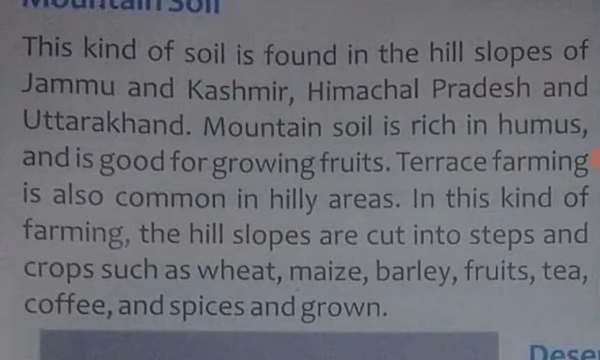 Mountain Soil
This kind of soil is found in the hill slopes of
Jammu and Kashmir, Himachal Pradesh and
Uttarakhand. Mountain soil is rich in humus,
and is good for growing fruits. Terrace farming
is also common in hilly areas. In this kind of
farming, the hill slopes are cut into steps and
crops such as wheat, maize, barley, fruits, tea,
coffee, and spices and grown.